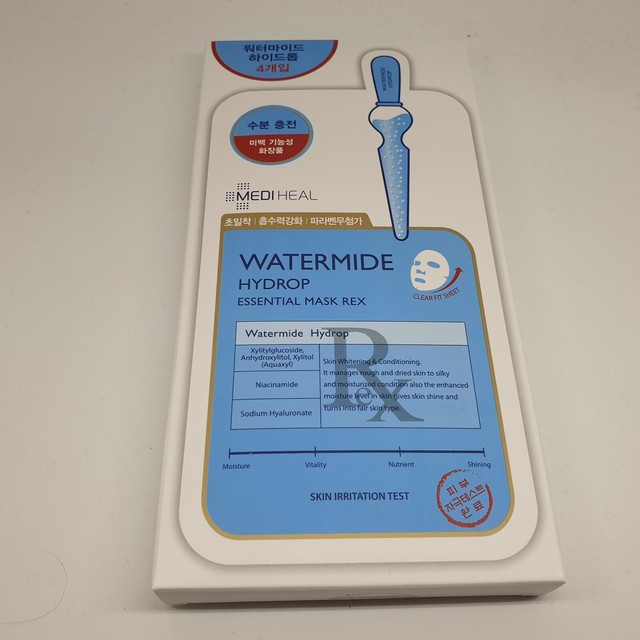 워터마이드
하이드롭
4개입
WATERMIDE
HYDROP
수분 충전
미백 기능성
화장품
MEDIHEAL
초밀착 | 흡수력강화 | 파라벤무첨가
WATERMIDE
HYDROP
ESSENTIAL MASK REX
CLEAR FIT SHEET
Watermide Hydrop
Xylitylglucoside,
Anhydroxylitol, Xylitol
(Aquaxyl)
Niacinamide
Sodium Hyaluronate
Rex
Skin Whitening & Conditioning.
It manages rough and dried skin to silky
and moisturized condition also the enhanced
moisture level in skin gives skin shine and
turns into fair skin type.
Moisture Vitality Nutrient Shining
SKIN IRRITATION TEST
피부
자극테스트
완료